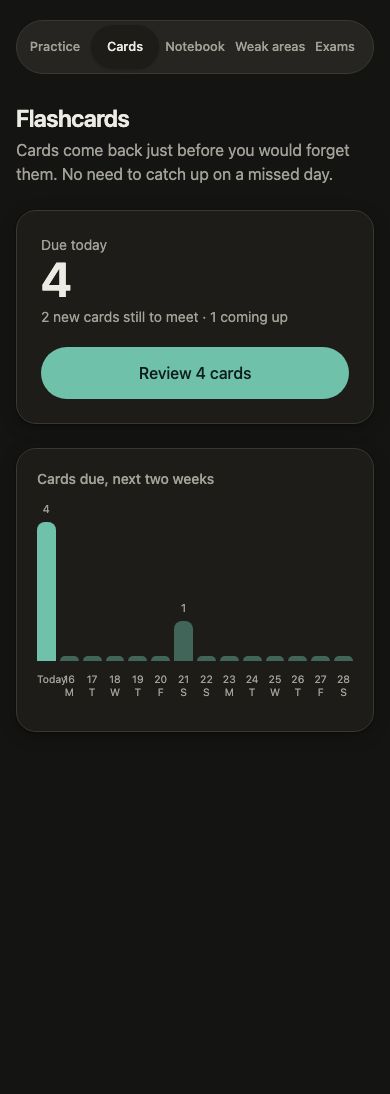 Practice Cards Notebook Weak areas Exams
Flashcards
Cards come back just before you would forget
them. No need to catch up on a missed day.
Due today
4
2 new cards still to meet · 1 coming up
Review 4 cards
Cards due, next two weeks
4
1
Today 16 17 18 19 20 21 22 23 24 25 26 27 28
M T W T F S S M T W T F S